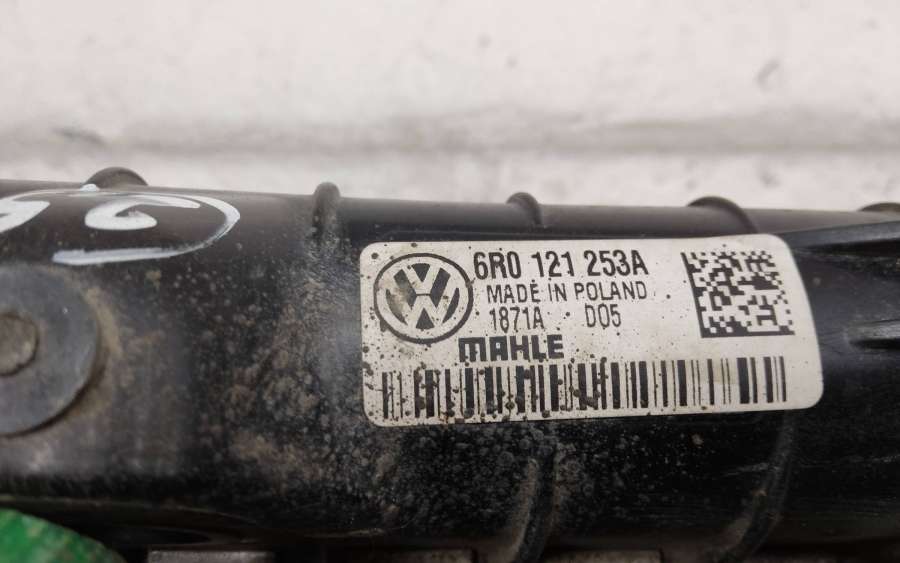 6R0 121 253A
MADE IN POLAND
1871A D05
MAHLE